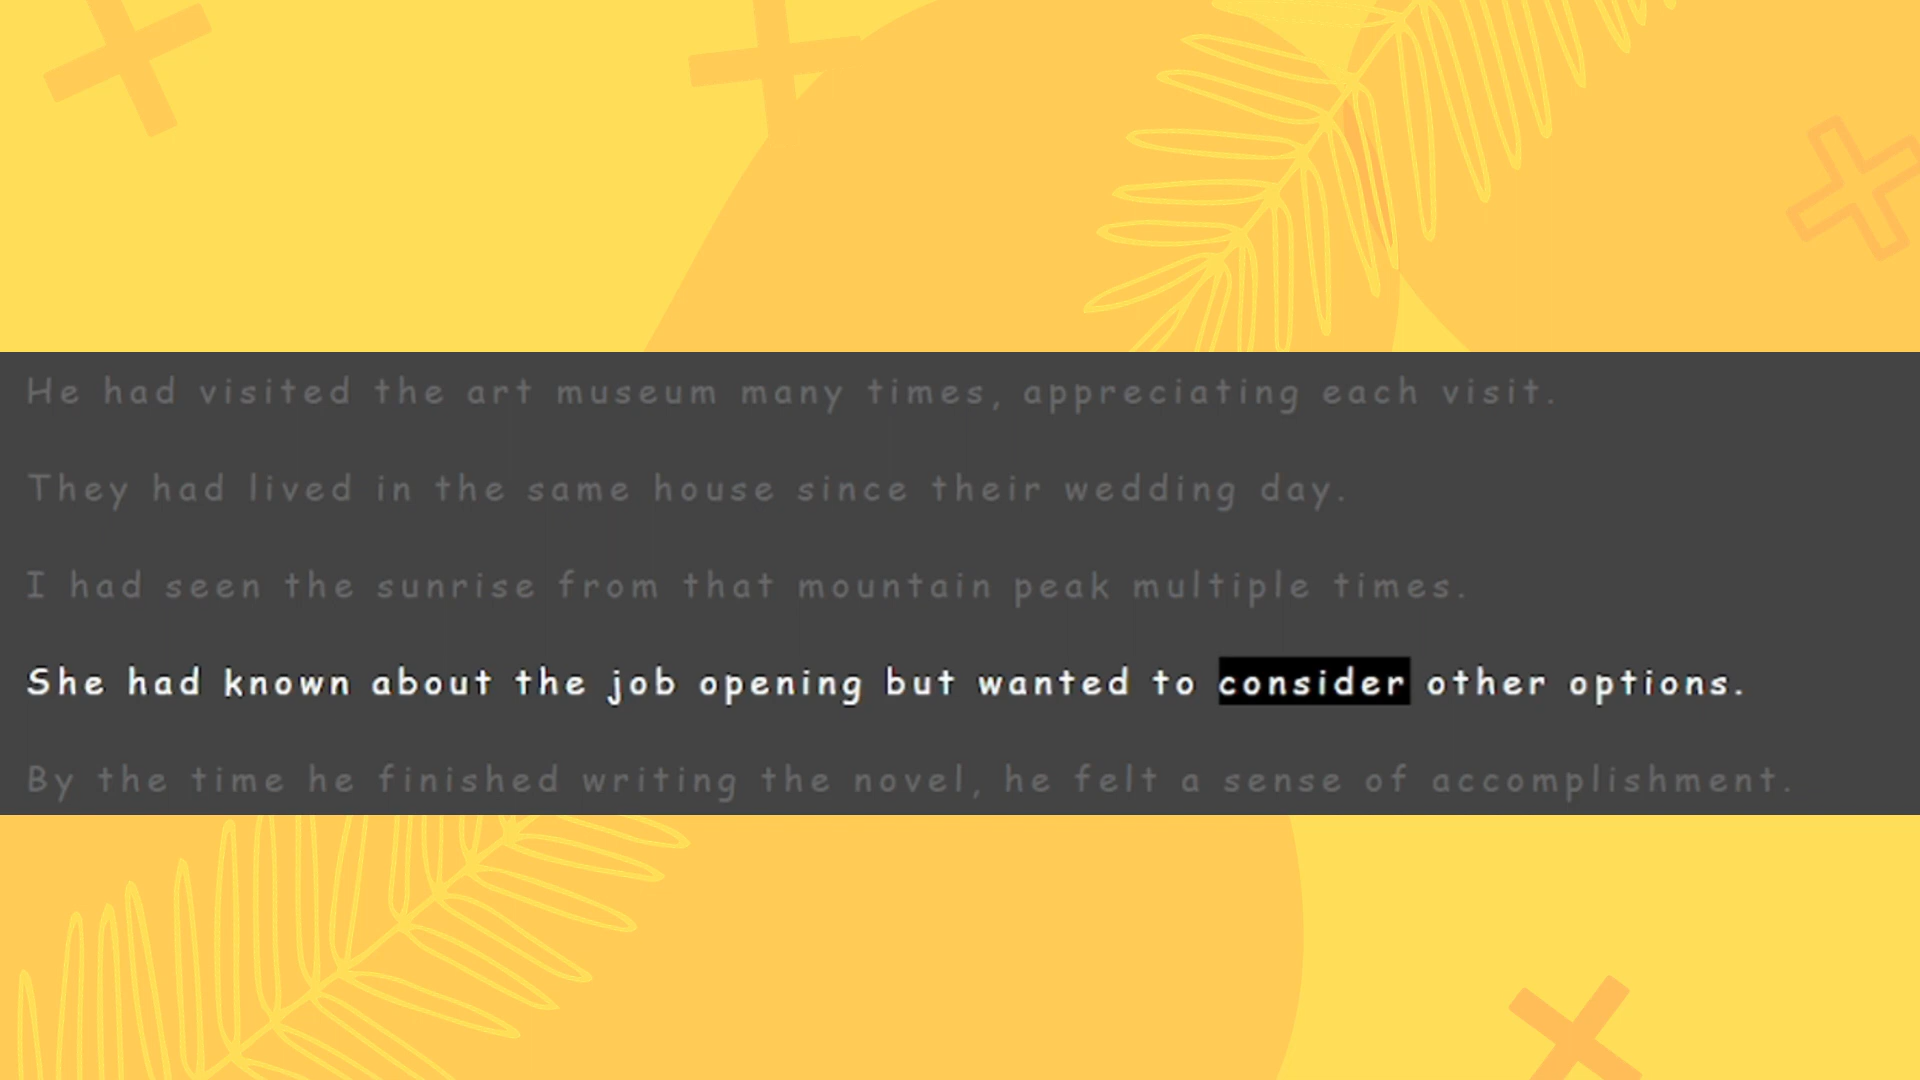 He had visited the art museum many times, appreciating each visit.
They had lived in the same house since their wedding day.
I had seen the sunrise from that mountain peak multiple times.
She had known about the job opening but wanted to consider other options.
By the time he finished writing the novel, he felt a sense of accomplishment.